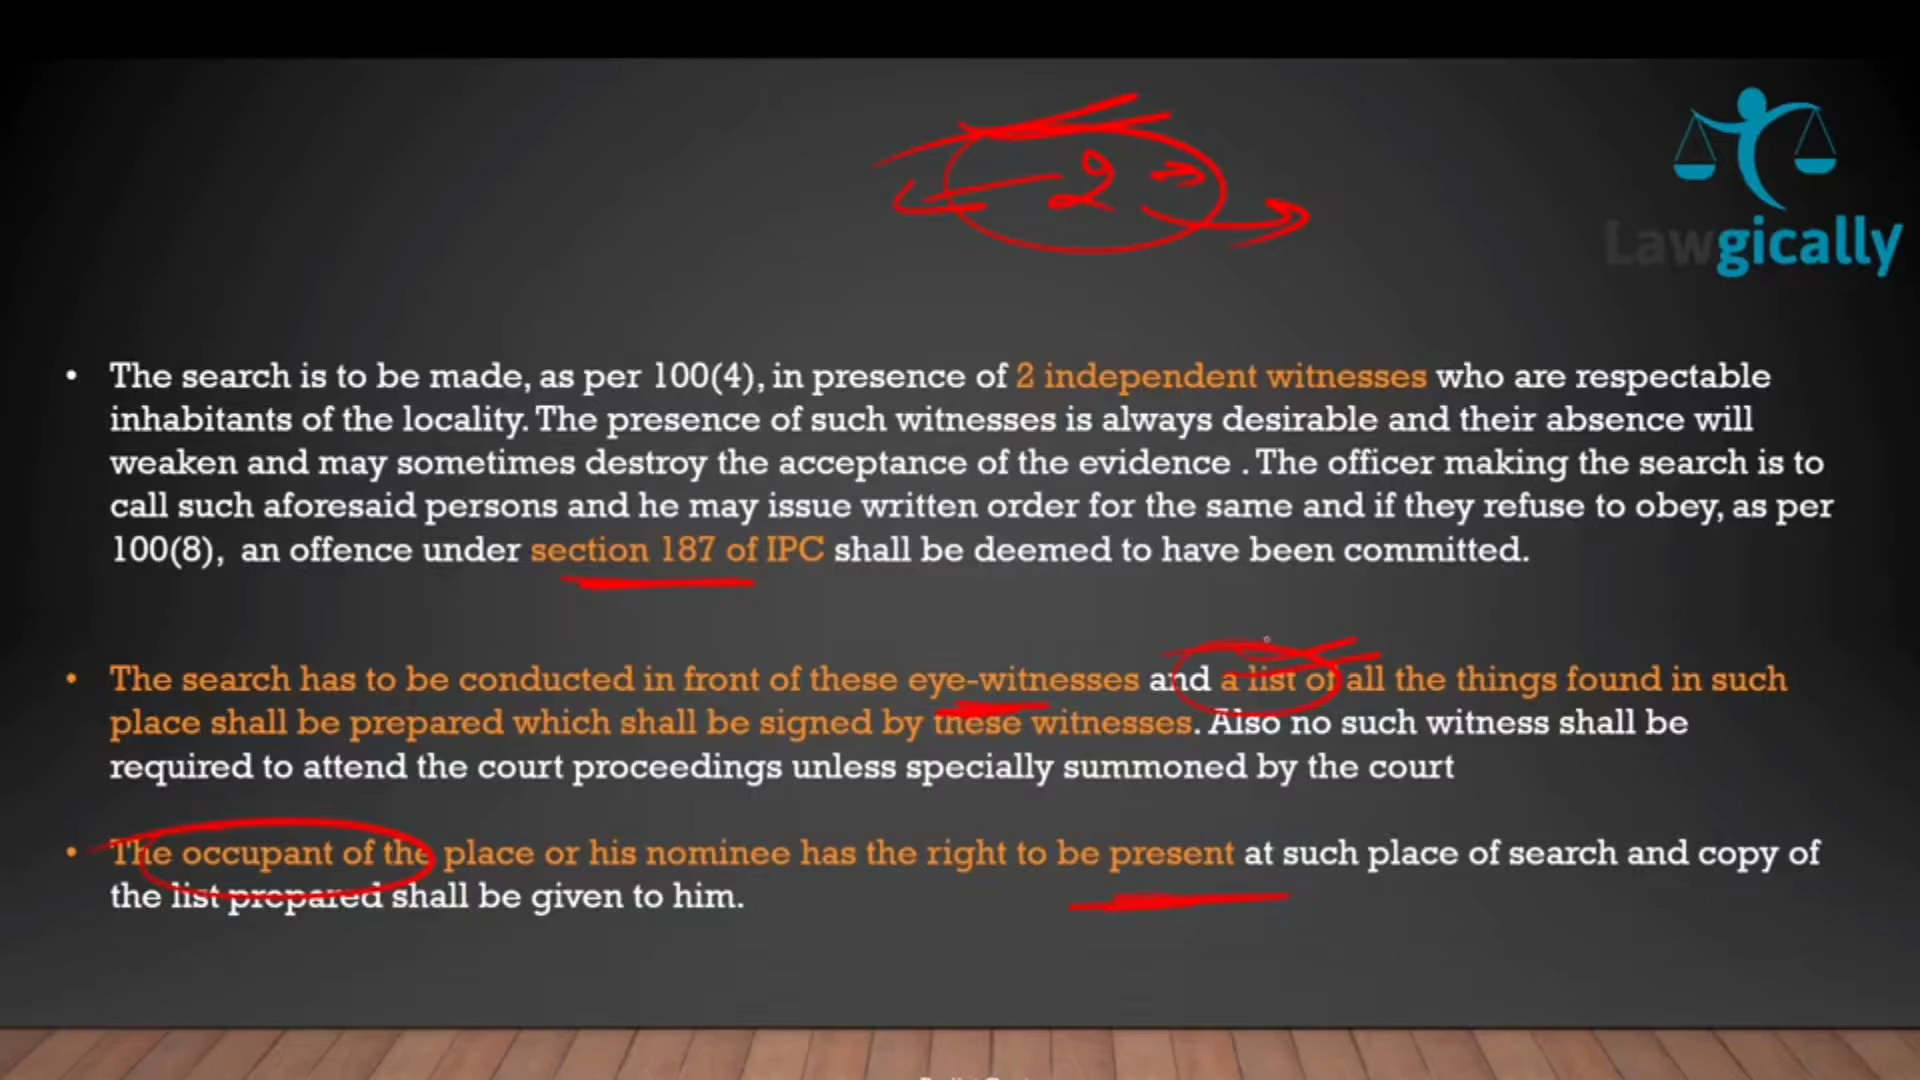 2
Lawgically
• The search is to be made, as per 100(4), in presence of 2 independent witnesses who are respectable
inhabitants of the locality. The presence of such witnesses is always desirable and their absence will
weaken and may sometimes destroy the acceptance of the evidence . The officer making the search is to
call such aforesaid persons and he may issue written order for the same and if they refuse to obey, as per
100(8), an offence under section 187 of IPC shall be deemed to have been committed.
• The search has to be conducted in front of these eye-witnesses and a list of all the things found in such
place shall be prepared which shall be signed by these witnesses. Also no such witness shall be
required to attend the court proceedings unless specially summoned by the court
• The occupant of the place or his nominee has the right to be present at such place of search and copy of
the list prepared shall be given to him.